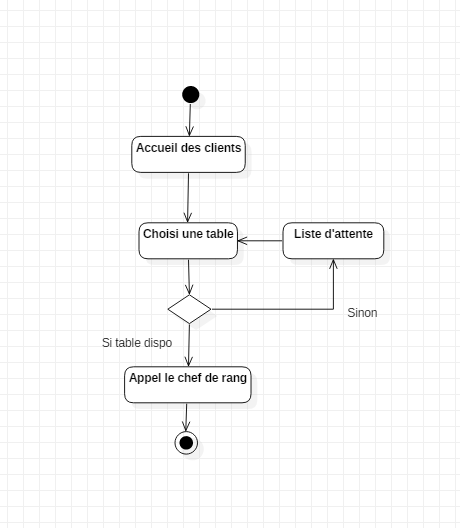 Accueil des clients
Choisi une table
Liste d'attente
Sinon
Si table dispo
Appel le chef de rang